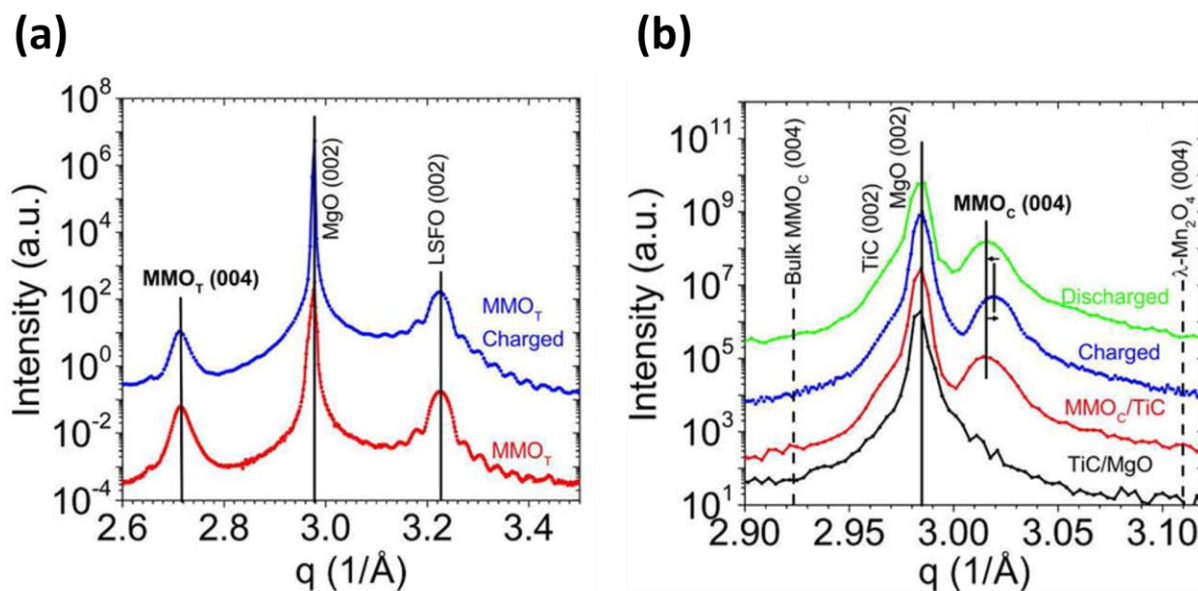 (a)
10^8
10^6
10^4
10^2
10^0
10^-2
10^-4
Intensity (a.u.)
MMO_T (004)
MgO (002)
LSFO (002)
MMO_T
Charged
MMO_T
2.6 2.8 3.0 3.2 3.4
q (1/Å)
(b)
10^11
10^9
10^7
10^5
10^3
10^1
Intensity (a.u.)
Bulk MMO_C (004)
TiC (002)
MgO (002)
MMO_C (004)
λ-Mn_2O_4 (004)
Discharged
Charged
MMO_C/TiC
TiC/MgO
2.90 2.95 3.00 3.05 3.10
q (1/Å)